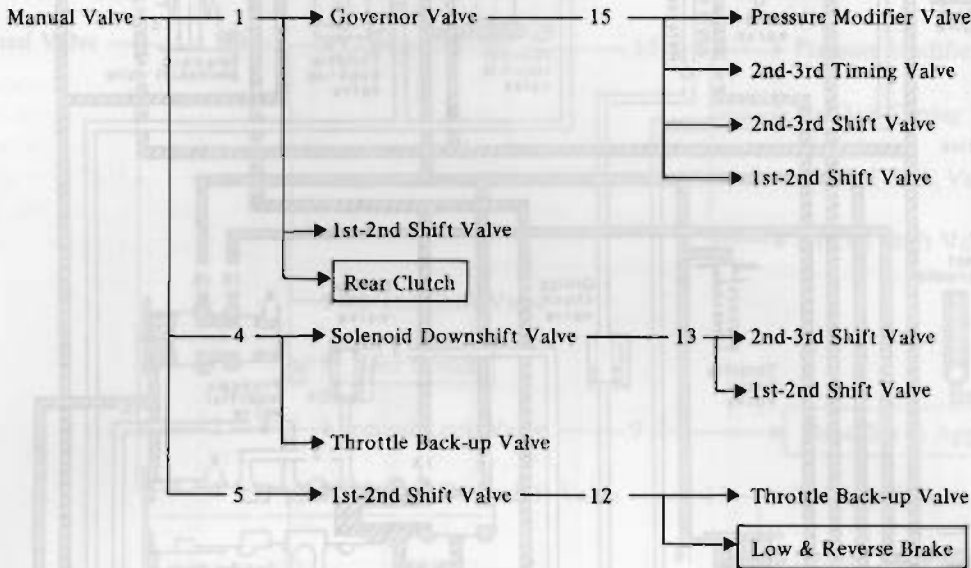 Manual Valve 1 Governor Valve 15 Pressure Modifier Valve
2nd-3rd Timing Valve
2nd-3rd Shift Valve
1st-2nd Shift Valve
1st-2nd Shift Valve
Rear Clutch
4 Solenoid Downshift Valve 13 2nd-3rd Shift Valve
1st-2nd Shift Valve
Throttle Back-up Valve
5 1st-2nd Shift Valve 12 Throttle Back-up Valve
Low & Reverse Brake